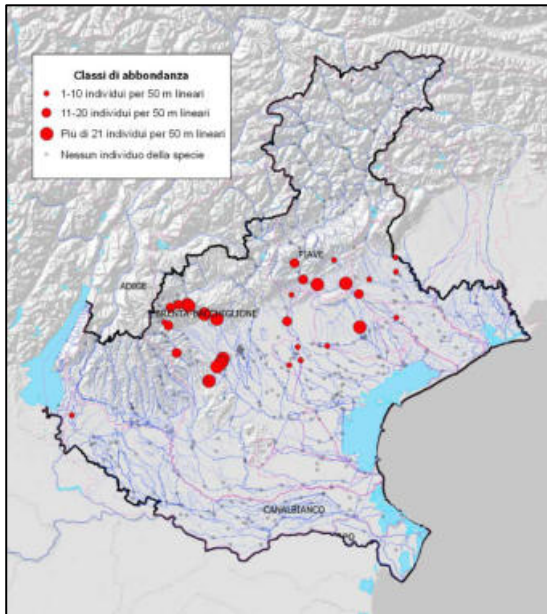 Classi di abbondanza
1-10 individui per 50 m lineari
11-20 individui per 50 m lineari
Più di 21 individui per 50 m lineari
Nessun individuo della specie
PIAVE
ADIGE
BRENTA-BACCHIGLIONE
CANALBIANCO
PO